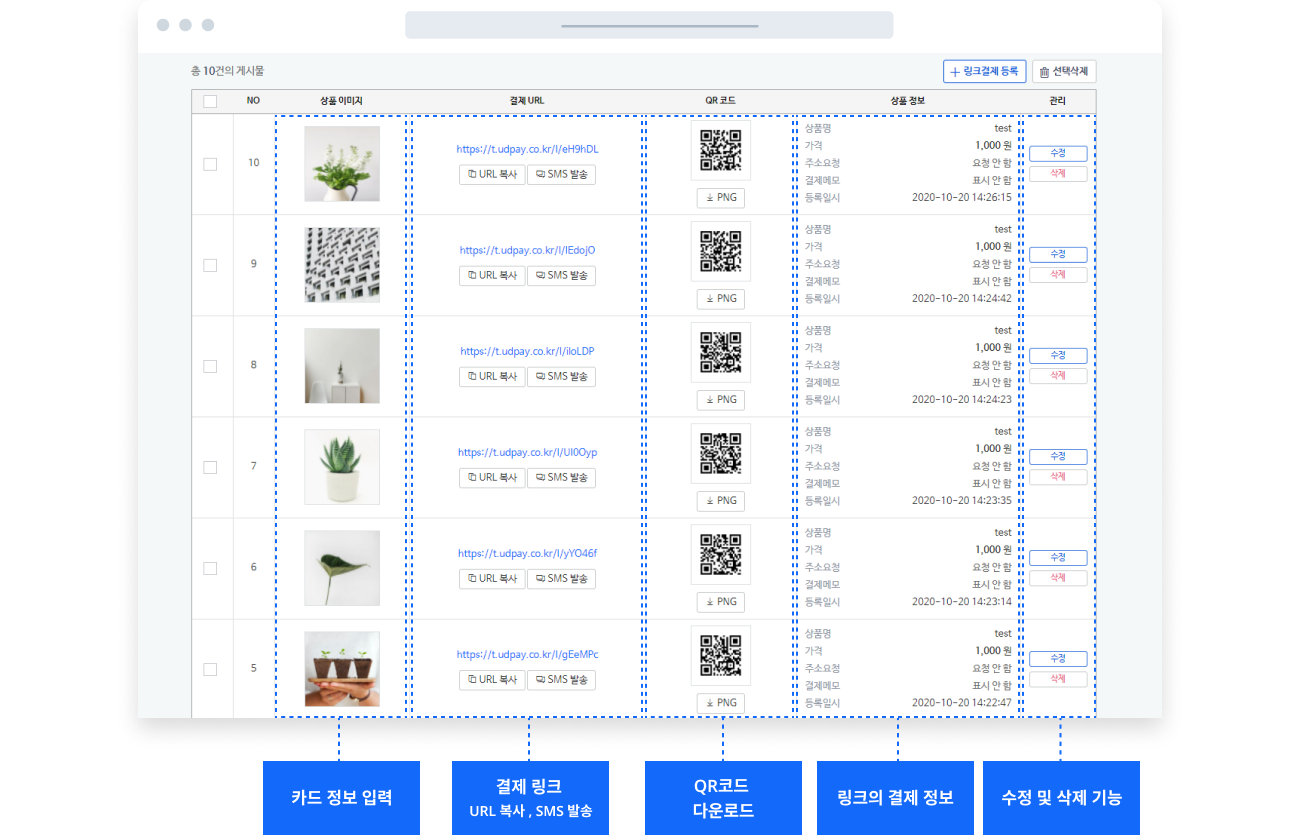 총 10건의 게시물
링크결제 등록
선택삭제
NO 상품 이미지 결제 URL QR 코드 상품 정보 관리
10
https://t.udpay.co.kr/l/eH9hDL
URL 복사 SMS 발송
PNG
상품명 test
가격 1,000 원
주소요청 요청 안 함
결제메모 표시 안 함
등록일시 2020-10-20 14:26:15
수정
삭제
9
https://t.udpay.co.kr/l/IEdojO
URL 복사 SMS 발송
PNG
상품명 test
가격 1,000 원
주소요청 요청 안 함
결제메모 표시 안 함
등록일시 2020-10-20 14:24:42
수정
삭제
8
https://t.udpay.co.kr/l/iloLDP
URL 복사 SMS 발송
PNG
상품명 test
가격 1,000 원
주소요청 요청 안 함
결제메모 표시 안 함
등록일시 2020-10-20 14:24:23
수정
삭제
7
https://t.udpay.co.kr/l/UI0Oyp
URL 복사 SMS 발송
PNG
상품명 test
가격 1,000 원
주소요청 요청 안 함
결제메모 표시 안 함
등록일시 2020-10-20 14:23:35
수정
삭제
6
https://t.udpay.co.kr/l/yYO46f
URL 복사 SMS 발송
PNG
상품명 test
가격 1,000 원
주소요청 요청 안 함
결제메모 표시 안 함
등록일시 2020-10-20 14:23:14
수정
삭제
5
https://t.udpay.co.kr/l/gEeMPc
URL 복사 SMS 발송
PNG
상품명 test
가격 1,000 원
주소요청 요청 안 함
결제메모 표시 안 함
등록일시 2020-10-20 14:22:47
수정
삭제
카드 정보 입력
결제 링크
URL 복사 , SMS 발송
QR코드
다운로드
링크의 결제 정보
수정 및 삭제 기능